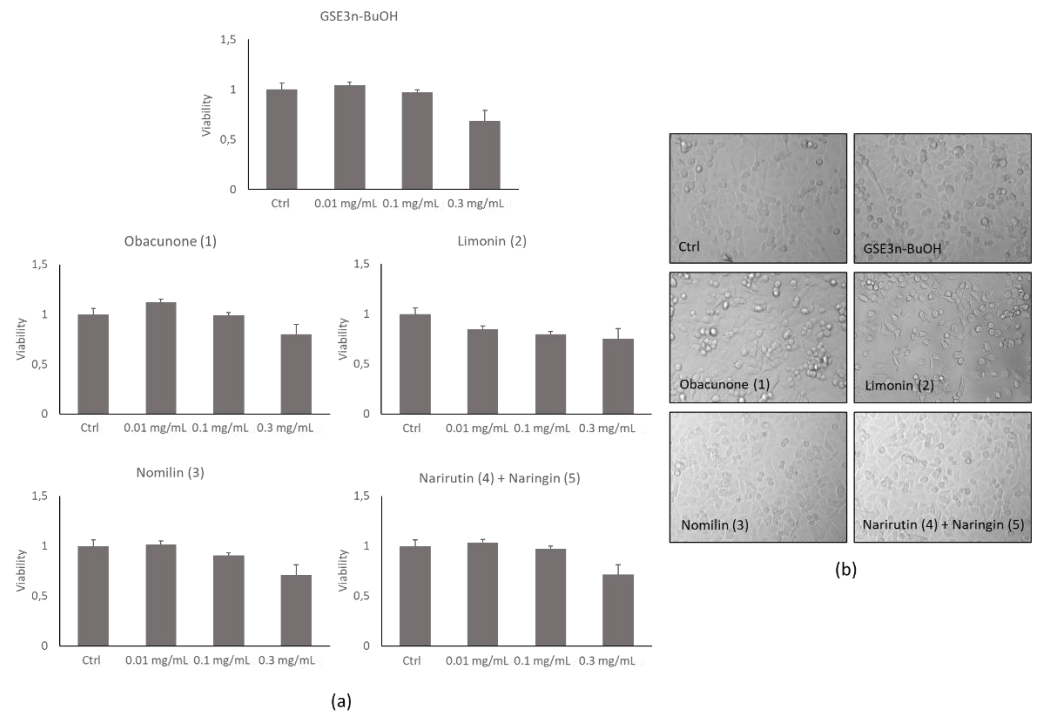 GSE3n-BuOH
1,5
1
0,5
0
Viability
Ctrl 0.01 mg/mL 0.1 mg/mL 0.3 mg/mL
Obacunone (1)
1,5
1
0,5
0
Viability
Ctrl 0.01 mg/mL 0.1 mg/mL 0.3 mg/mL
Limonin (2)
1,5
1
0,5
0
Viability
Ctrl 0.01 mg/mL 0.1 mg/mL 0.3 mg/mL
Nomilin (3)
1,5
1
0,5
0
Viability
Ctrl 0.01 mg/mL 0.1 mg/mL 0.3 mg/mL
Narirutin (4) + Naringin (5)
1,5
1
0,5
0
Viability
Ctrl 0.01 mg/mL 0.1 mg/mL 0.3 mg/mL
(a)
Ctrl
GSE3n-BuOH
Obacunone (1)
Limonin (2)
Nomilin (3)
Narirutin (4) + Naringin (5)
(b)